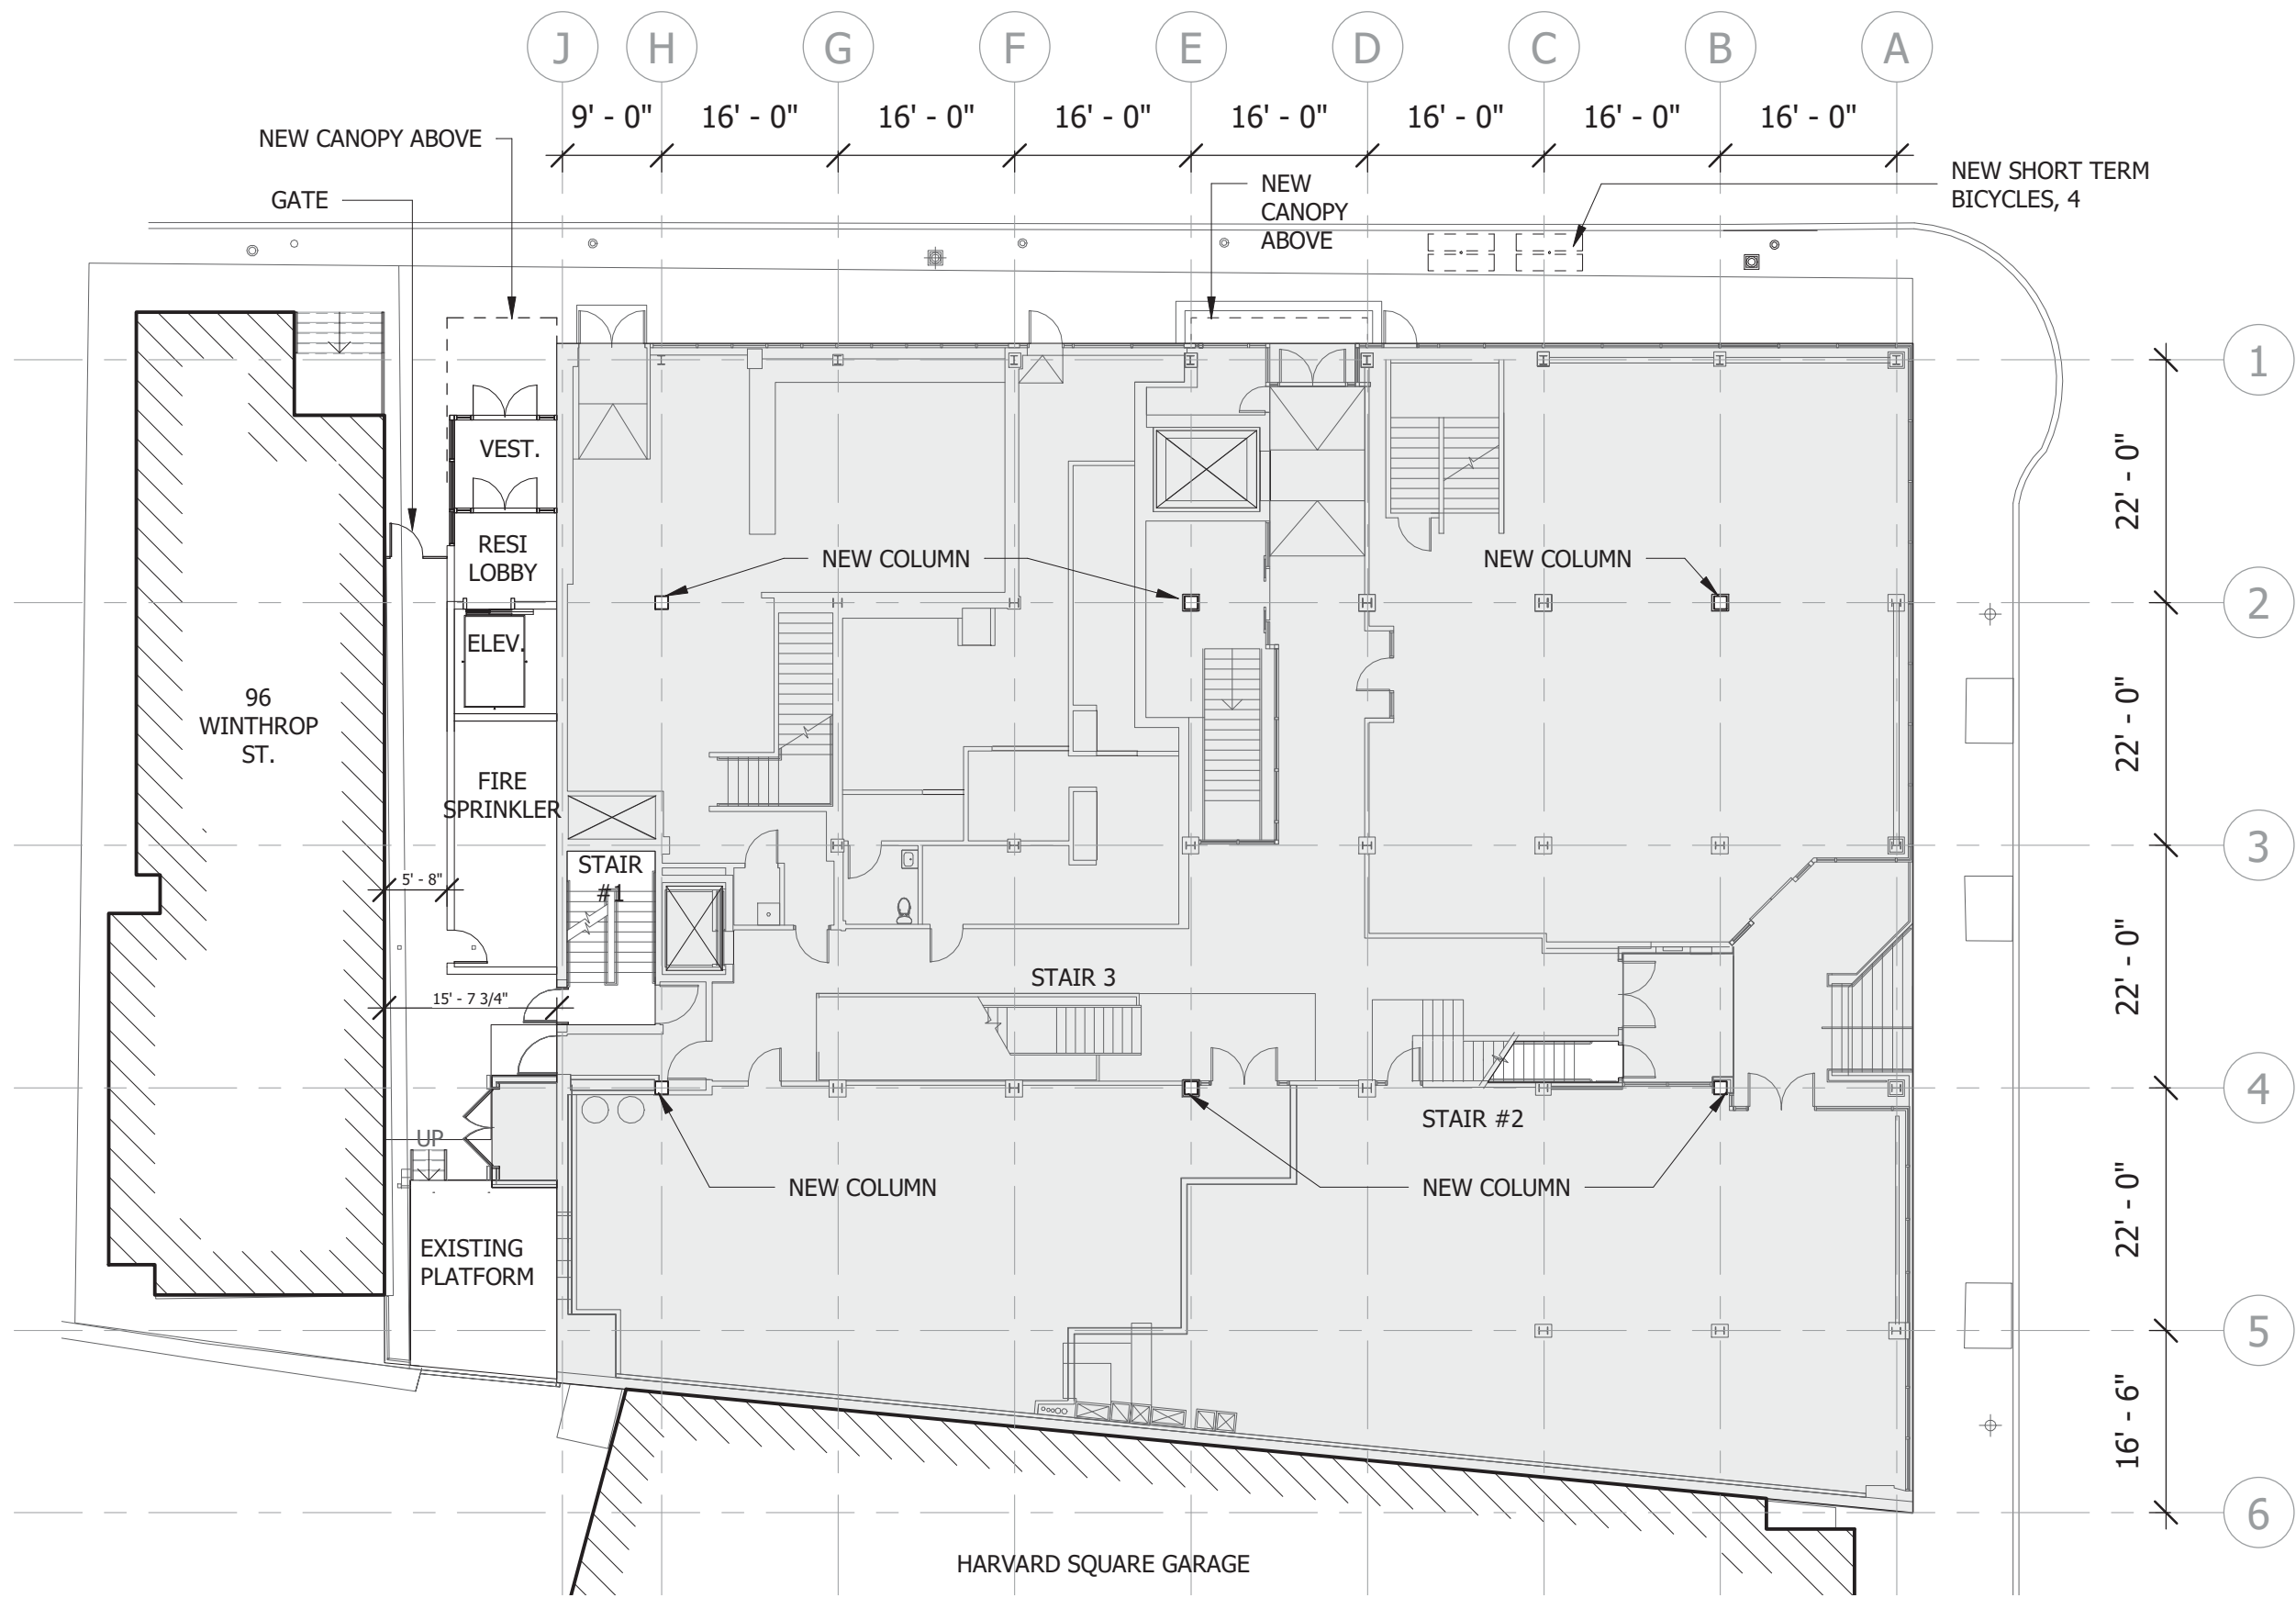 J H G F E D C B A
9' - 0" 16' - 0" 16' - 0" 16' - 0" 16' - 0" 16' - 0" 16' - 0" 16' - 0"
NEW CANOPY ABOVE
GATE
NEW
CANOPY
ABOVE
NEW SHORT TERM
BICYCLES, 4
1
VEST.
22' - 0"
RESI
LOBBY
NEW COLUMN
NEW COLUMN
2
ELEV.
96
WINTHROP
ST.
22' - 0"
FIRE
SPRINKLER
3
STAIR
#1
5' - 8"
STAIR 3
15' - 7 3/4"
22' - 0"
4
STAIR #2
UP
NEW COLUMN
NEW COLUMN
22' - 0"
EXISTING
PLATFORM
5
16' - 6"
6
HARVARD SQUARE GARAGE